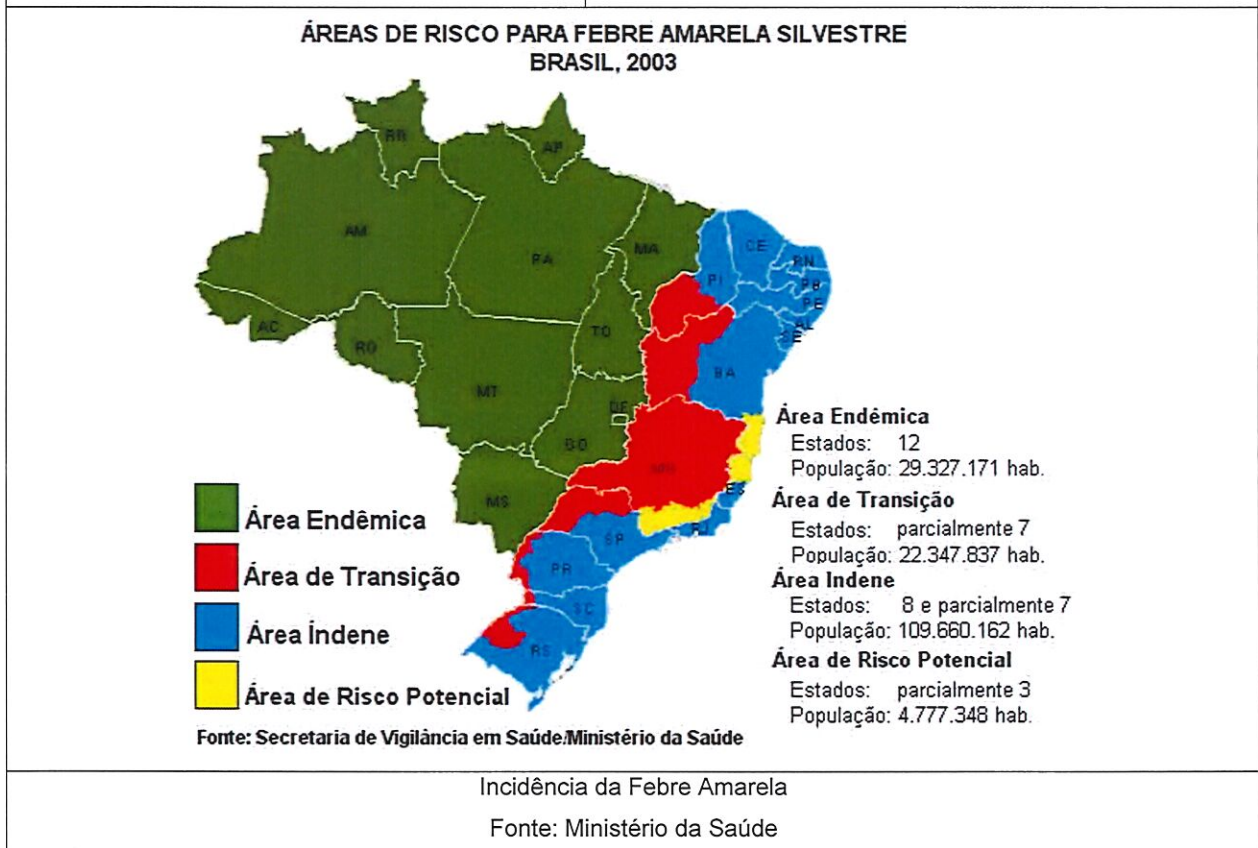 ÁREAS DE RISCO PARA FEBRE AMARELA SILVESTRE
BRASIL, 2003
RR
AP
AM
PA
MA
CE
RN
PI
PB
PE
AL
SE
AC
TO
RO
BA
MT
DF
GO
MG
ES
MS
SP
RJ
PR
SC
RS
Área Endêmica
Área de Transição
Área Índene
Área de Risco Potencial
Área Endémica
Estados: 12
População: 29.327.171 hab.
Área de Transição
Estados: parcialmente 7
População: 22.347.837 hab.
Área Indene
Estados: 8 e parcialmente 7
População: 109.660.162 hab.
Área de Risco Potencial
Estados: parcialmente 3
População: 4.777.348 hab.
Fonte: Secretaria de Vigilância em Saúde/Ministério da Saúde
Incidência da Febre Amarela
Fonte: Ministério da Saúde